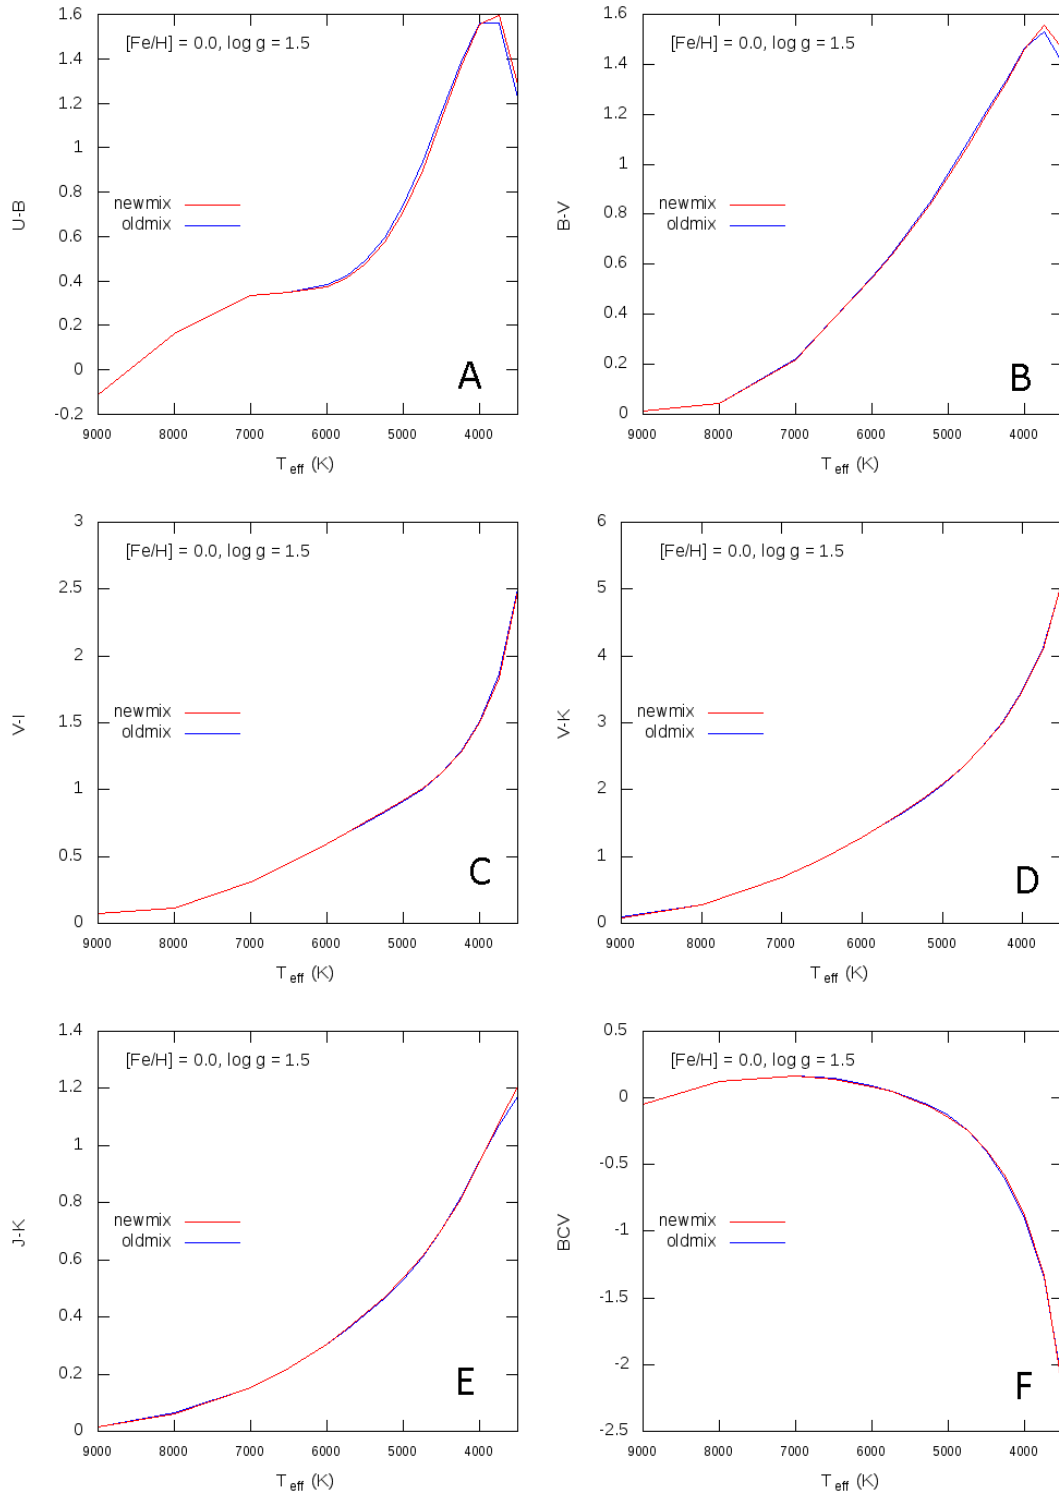 [Fe/H] = 0.0, log g = 1.5
U-B
1.6
1.4
1.2
1
0.8
0.6
0.4
0.2
0
-0.2
newmix
oldmix
A
9000 8000 7000 6000 5000 4000
T eff (K)
[Fe/H] = 0.0, log g = 1.5
B-V
1.6
1.4
1.2
1
0.8
0.6
0.4
0.2
0
newmix
oldmix
B
9000 8000 7000 6000 5000 4000
T eff (K)
[Fe/H] = 0.0, log g = 1.5
V-I
3
2.5
2
1.5
1
0.5
0
newmix
oldmix
C
9000 8000 7000 6000 5000 4000
T eff (K)
[Fe/H] = 0.0, log g = 1.5
V-K
6
5
4
3
2
1
0
newmix
oldmix
D
9000 8000 7000 6000 5000 4000
T eff (K)
[Fe/H] = 0.0, log g = 1.5
J-K
1.4
1.2
1
0.8
0.6
0.4
0.2
0
newmix
oldmix
E
9000 8000 7000 6000 5000 4000
T eff (K)
[Fe/H] = 0.0, log g = 1.5
BCV
0.5
0
-0.5
-1
-1.5
-2
-2.5
newmix
oldmix
F
9000 8000 7000 6000 5000 4000
T eff (K)